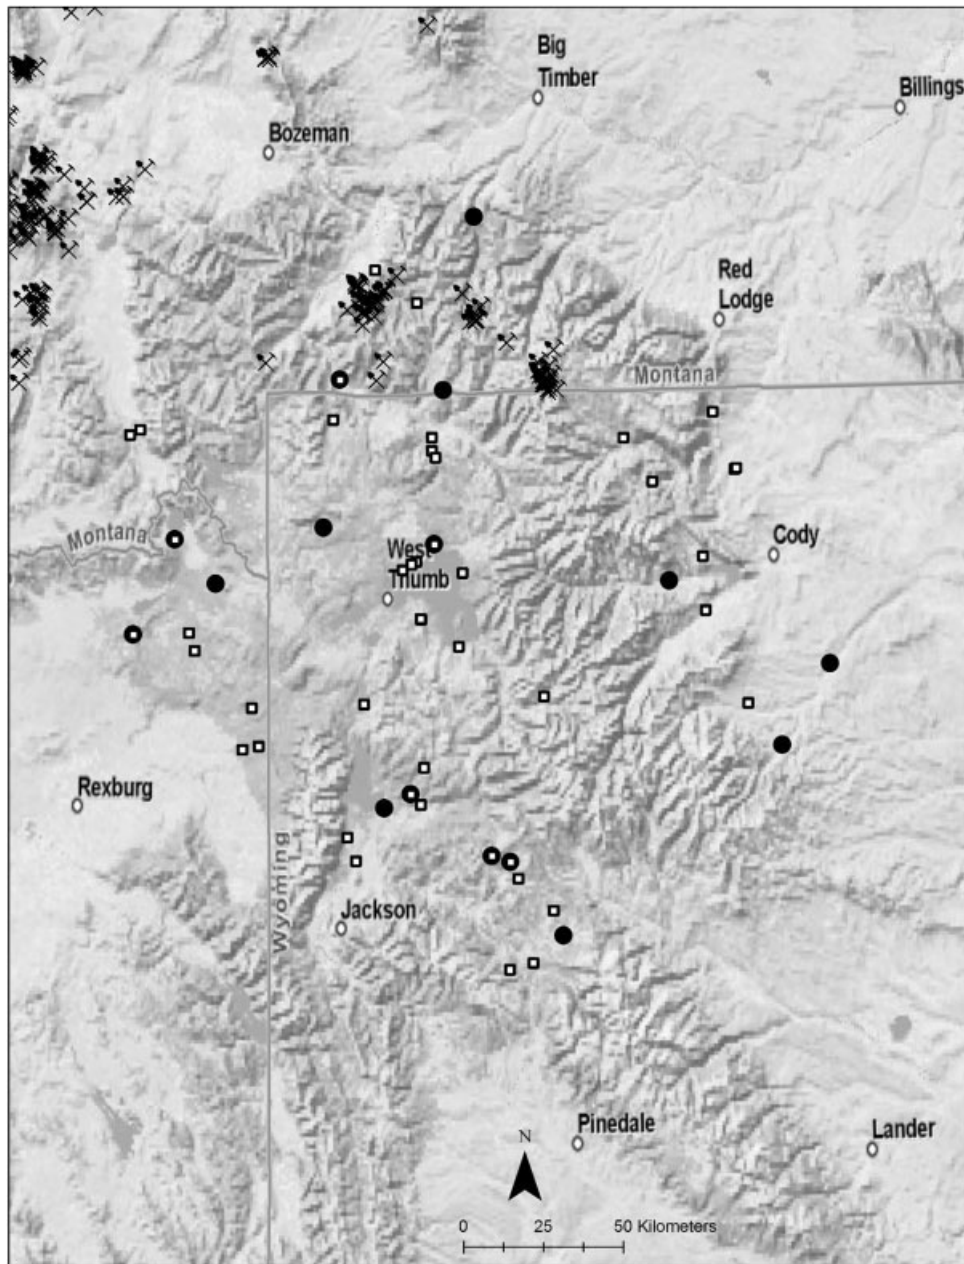 Big
Timber
Billings
Bozeman
Red
Lodge
Montana
Montana
West
Thumb
Cody
Rexburg
Wyoming
Jackson
Pinedale
Lander
N
0 25 50 Kilometers